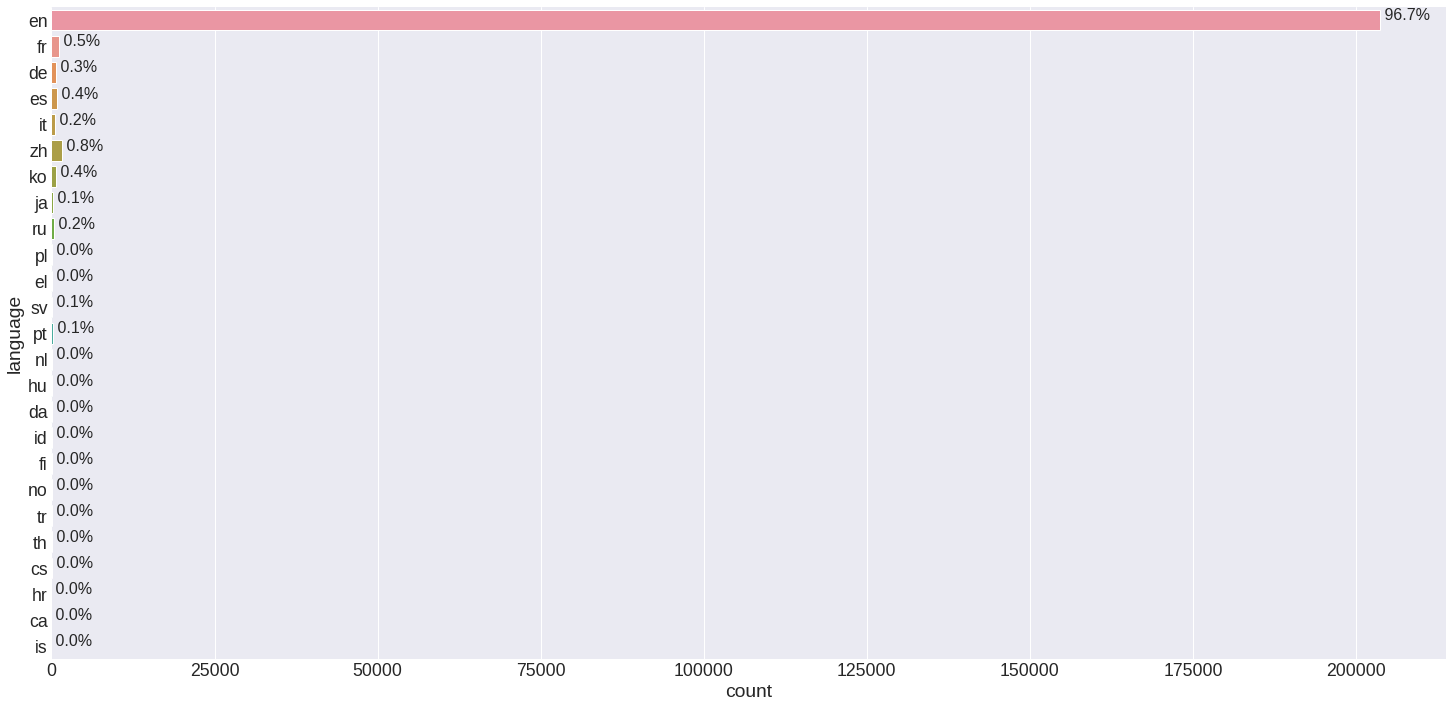 en 96.7%
fr 0.5%
de 0.3%
es 0.4%
it 0.2%
zh 0.8%
ko 0.4%
ja 0.1%
ru 0.2%
pl 0.0%
el 0.0%
sv 0.1%
pt 0.1%
nl 0.0%
hu 0.0%
da 0.0%
id 0.0%
fi 0.0%
no 0.0%
tr 0.0%
th 0.0%
cs 0.0%
hr 0.0%
ca 0.0%
is 0.0%
language
0 25000 50000 75000 100000 125000 150000 175000 200000
count